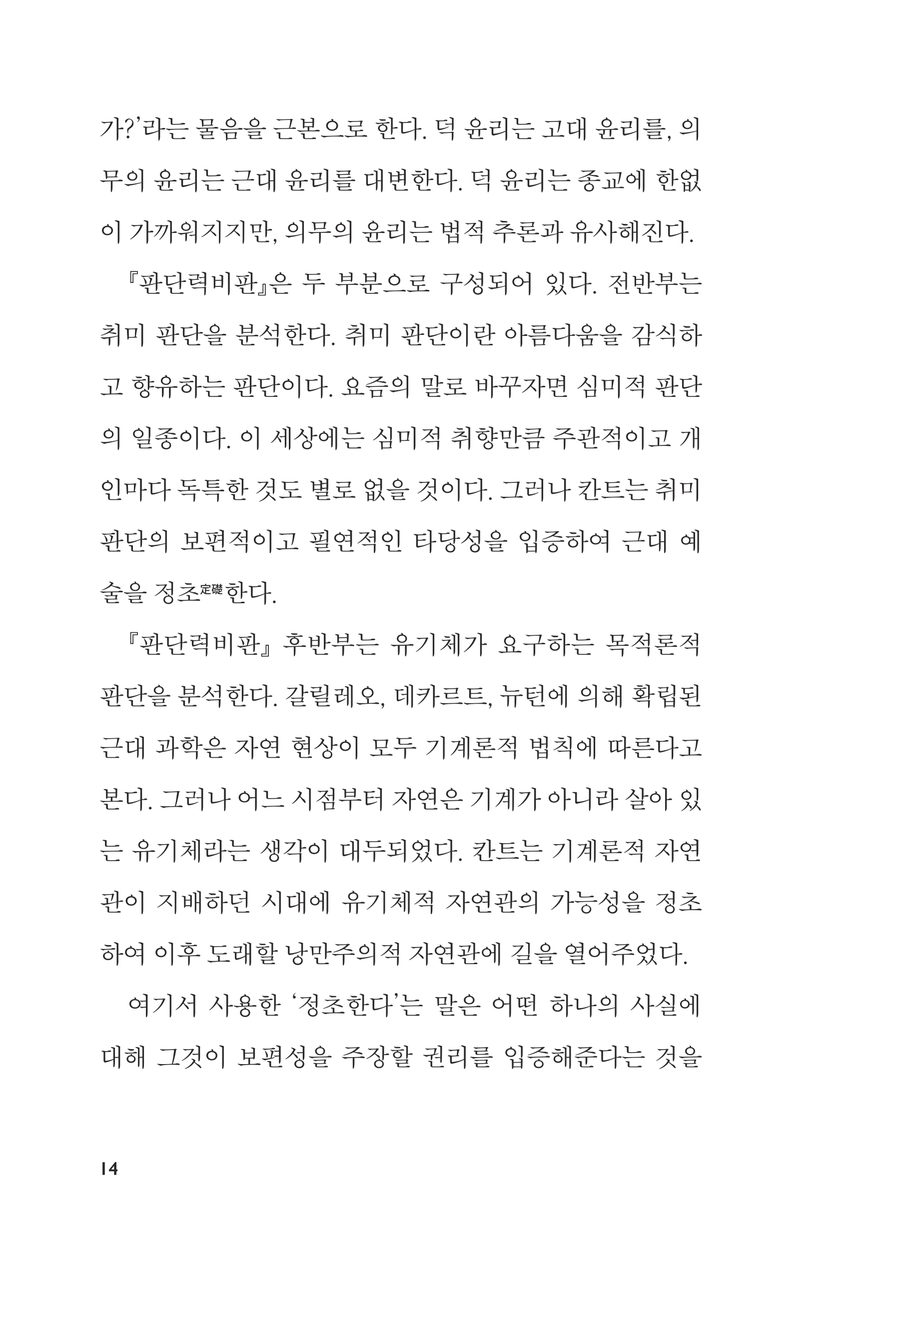 가?’라는 물음을 근본으로 한다. 덕 윤리는 고대 윤리를, 의
무의 윤리는 근대 윤리를 대변한다. 덕 윤리는 종교에 한없
이 가까워지지만, 의무의 윤리는 법적 추론과 유사해진다.
『판단력비판』은 두 부분으로 구성되어 있다. 전반부는
취미 판단을 분석한다. 취미 판단이란 아름다움을 감식하
고 향유하는 판단이다. 요즘의 말로 바꾸자면 심미적 판단
의 일종이다. 이 세상에는 심미적 취향만큼 주관적이고 개
인마다 독특한 것도 별로 없을 것이다. 그러나 칸트는 취미
판단의 보편적이고 필연적인 타당성을 입증하여 근대 예
술을 정초定礎한다.
『판단력비판』 후반부는 유기체가 요구하는 목적론적
판단을 분석한다. 갈릴레오, 데카르트, 뉴턴에 의해 확립된
근대 과학은 자연 현상이 모두 기계론적 법칙에 따른다고
본다. 그러나 어느 시점부터 자연은 기계가 아니라 살아 있
는 유기체라는 생각이 대두되었다. 칸트는 기계론적 자연
관이 지배하던 시대에 유기체적 자연관의 가능성을 정초
하여 이후 도래할 낭만주의적 자연관에 길을 열어주었다.
여기서 사용한 ‘정초한다’는 말은 어떤 하나의 사실에
대해 그것이 보편성을 주장할 권리를 입증해준다는 것을
14